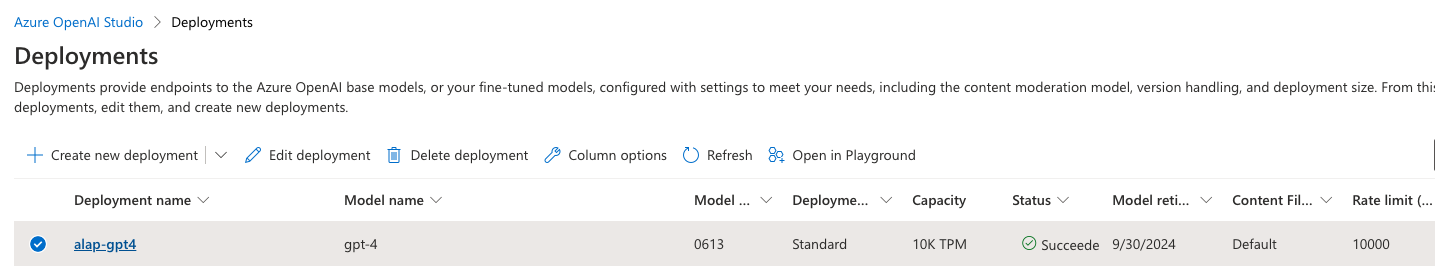 Azure OpenAI Studio > Deployments
Deployments
Deployments provide endpoints to the Azure OpenAI base models, or your fine-tuned models, configured with settings to meet your needs, including the content moderation model, version handling, and deployment size. From this
deployments, edit them, and create new deployments.
Create new deployment Edit deployment Delete deployment Column options Refresh Open in Playground
Deployment name Model name Model ... Deployme... Capacity Status Model reti... Content Fil... Rate limit (...
alap-gpt4 gpt-4 0613 Standard 10K TPM Succeede 9/30/2024 Default 10000